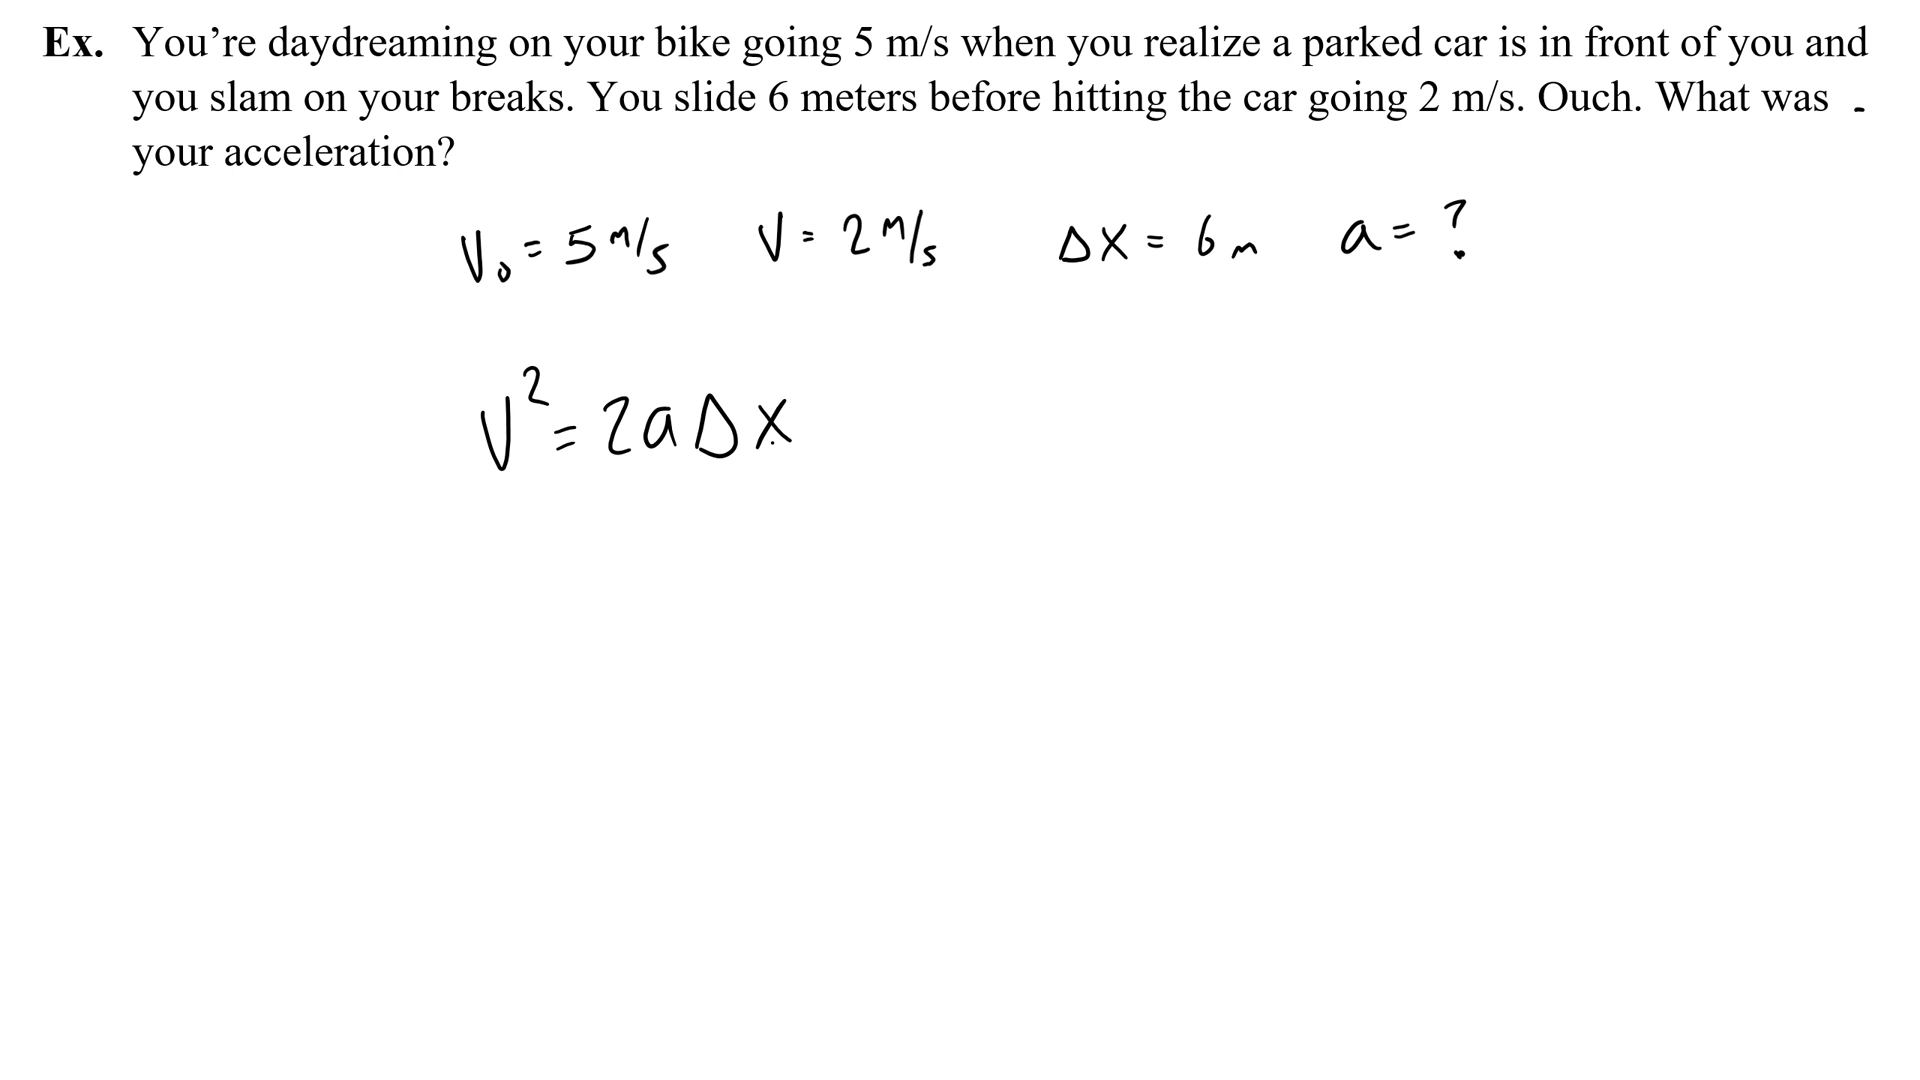 Ex. You’re daydreaming on your bike going 5 m/s when you realize a parked car is in front of you and
you slam on your breaks. You slide 6 meters before hitting the car going 2 m/s. Ouch. What was
your acceleration?
V₀ = 5 m/s V = 2 m/s Δx = 6 m a = ?
V² = 2aΔx